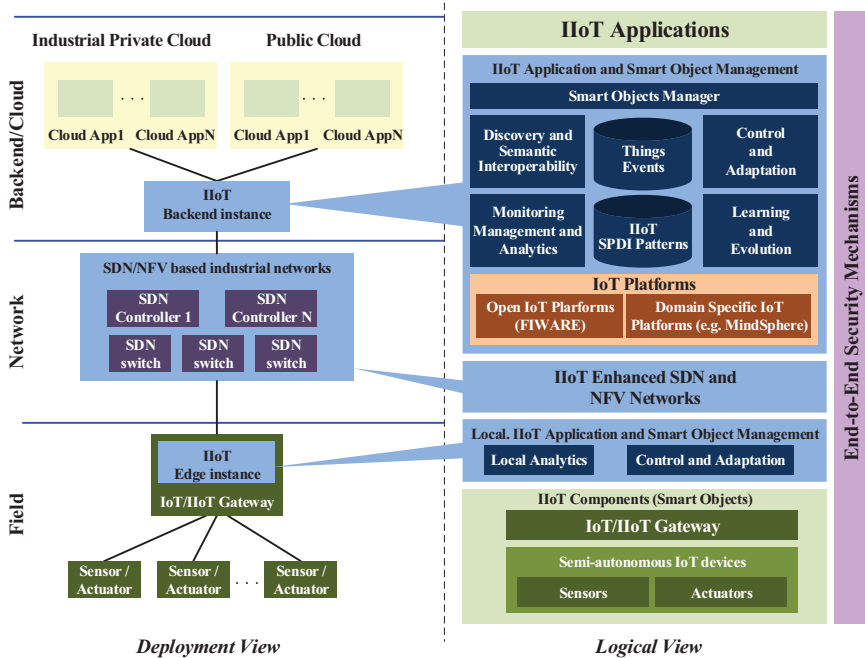 Backend/Cloud
Industrial Private Cloud
Public Cloud
. . .
Cloud App1
Cloud AppN
. . .
Cloud App1
Cloud AppN
IIoT
Backend instance
Network
SDN/NFV based industrial networks
SDN
Controller 1
SDN
Controller N
SDN
switch
SDN
switch
SDN
switch
Field
IIoT
Edge instance
IoT/IIoT Gateway
Sensor /
Actuator
Sensor /
Actuator
. . .
Sensor /
Actuator
Deployment View
IIoT Applications
IIoT Application and Smart Object Management
Smart Objects Manager
Discovery and
Semantic
Interoperability
Things
Events
Control
and
Adaptation
Monitoring
Management and
Analytics
IIoT
SPDI Patterns
Learning
and
Evolution
IoT Platforms
Open IoT Plarforms
(FIWARE)
Domain Specific IoT
Platforms (e.g. MindSphere)
IIoT Enhanced SDN and
NFV Networks
Local. IIoT Application and Smart Object Management
Local Analytics
Control and Adaptation
IIoT Components (Smart Objects)
IoT/IIoT Gateway
Semi-autonomous IoT devices
Sensors
Actuators
Logical View
End-to-End Security Mechanisms